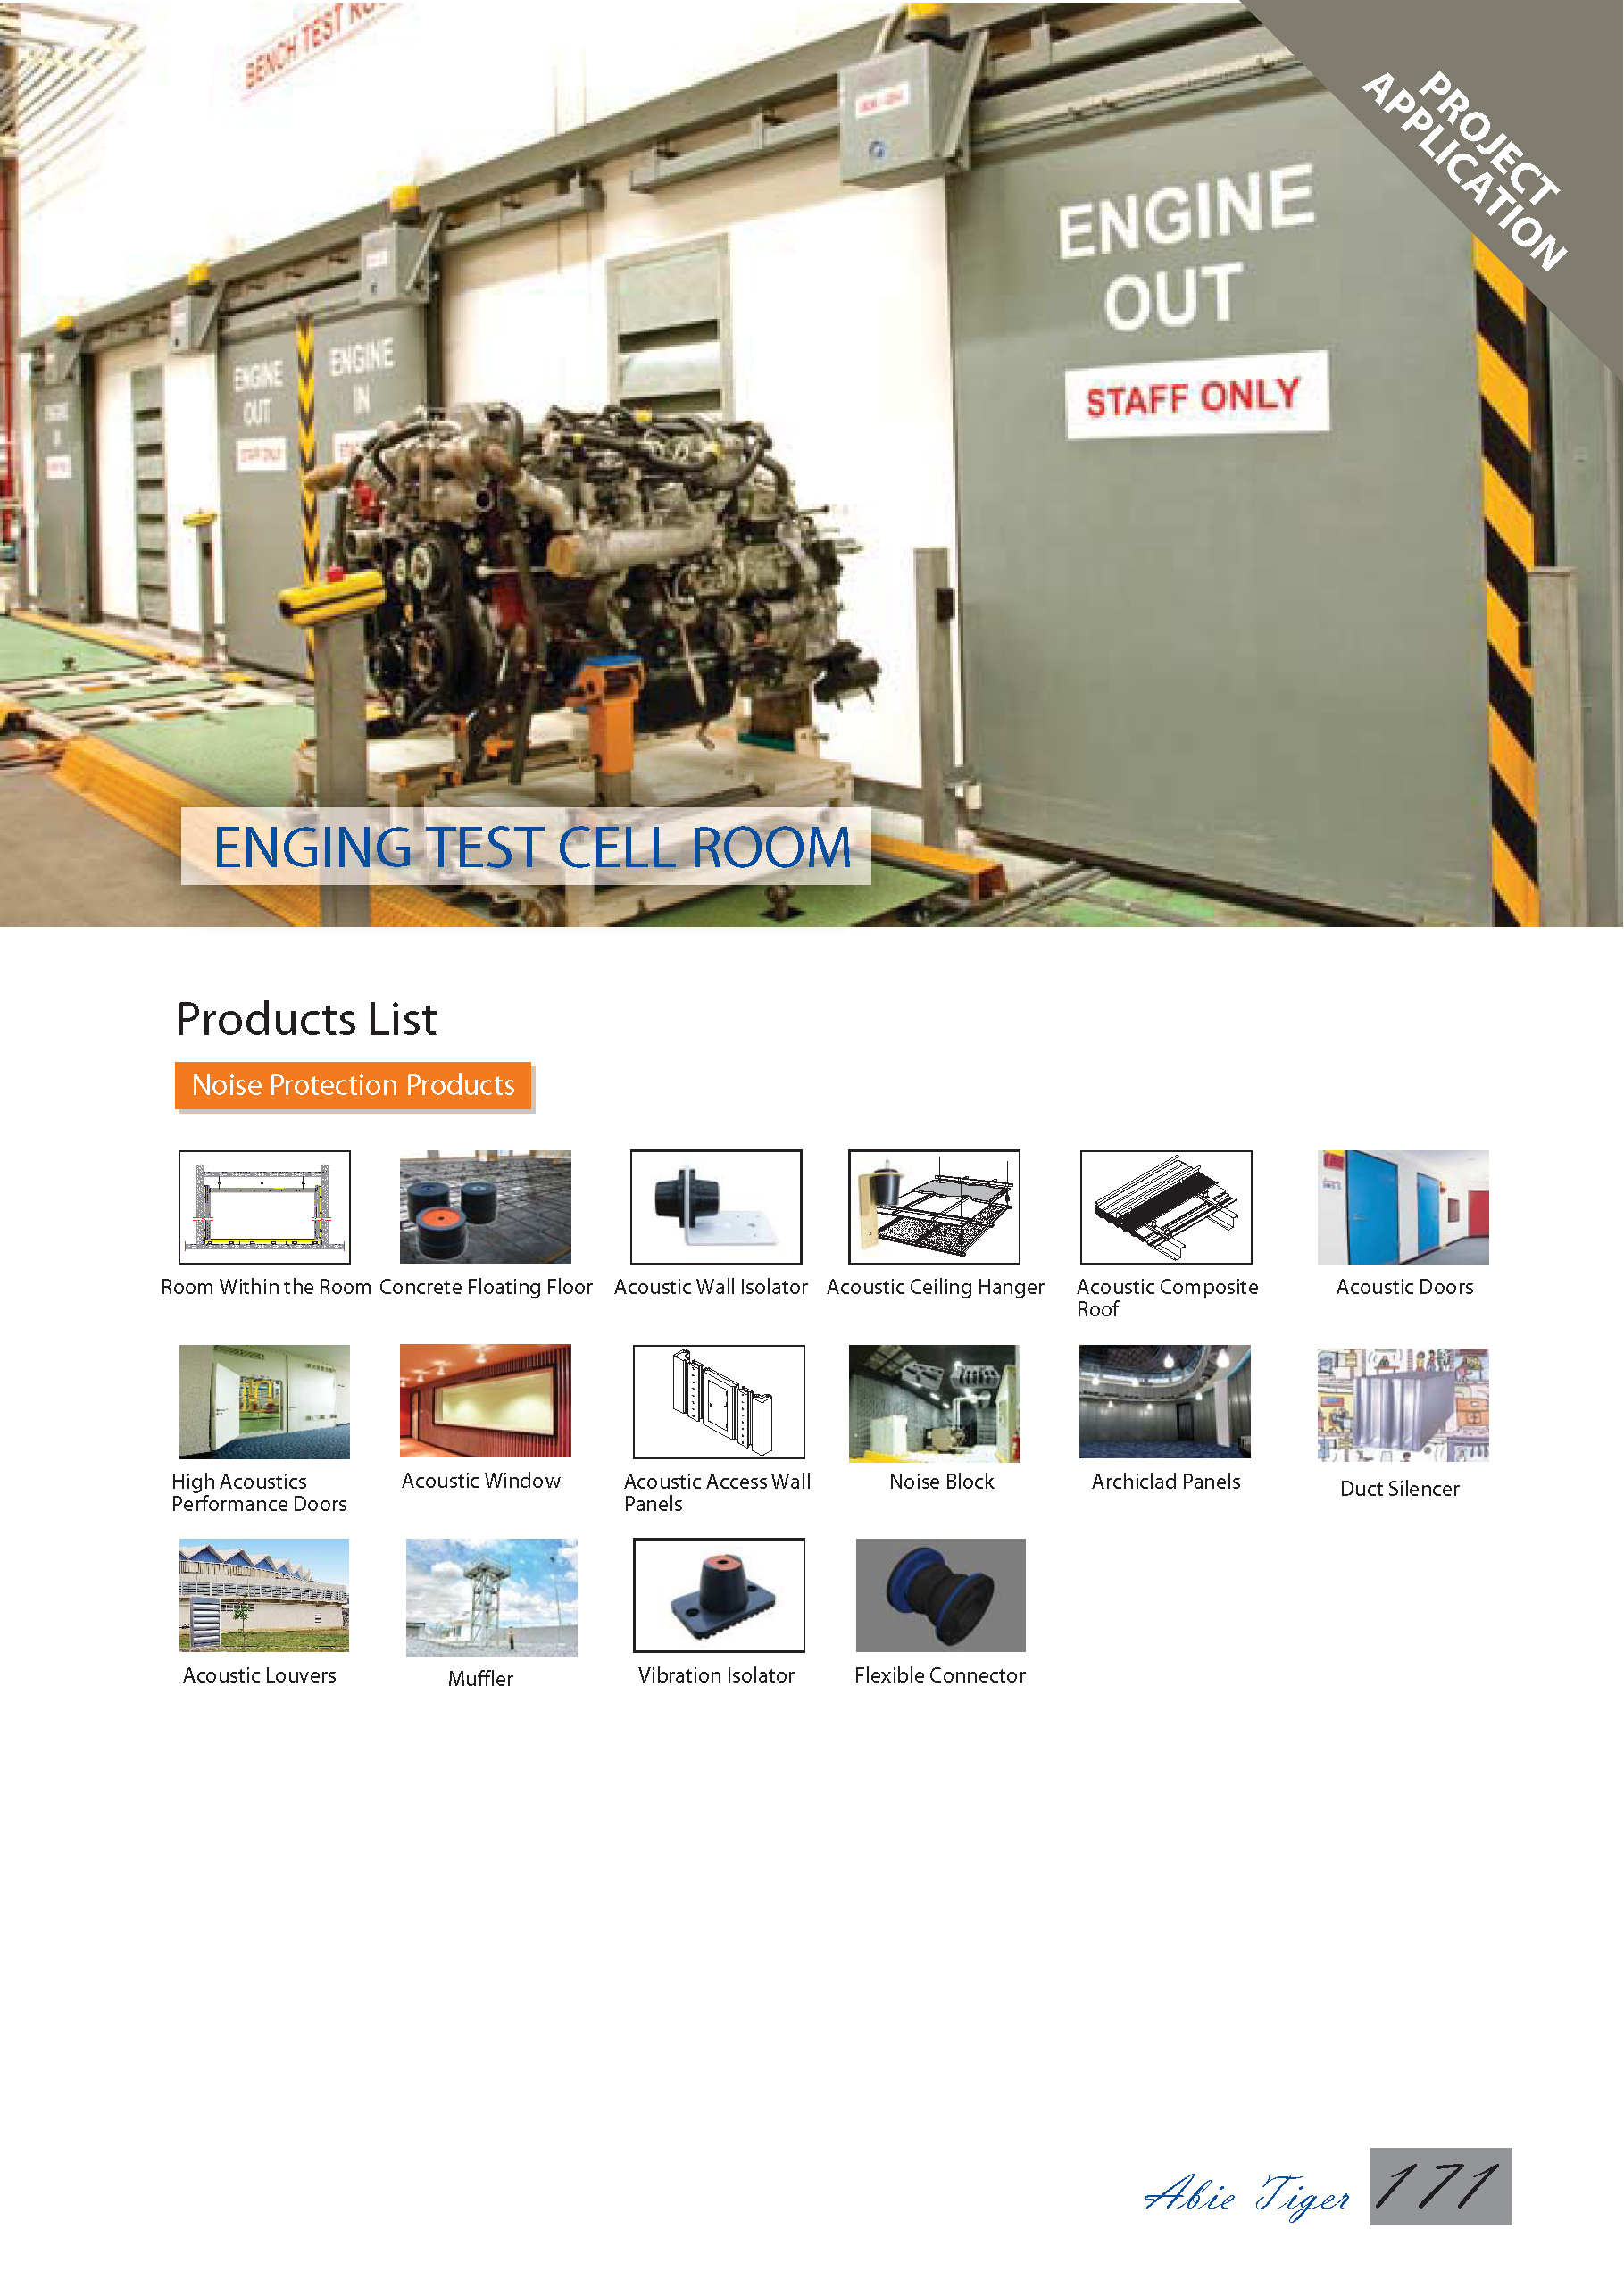 BENCH TEST
PROJECT
APPLICATION
ENGINE
OUT
STAFF ONLY
ENGINE
OUT
STAFF ONLY
ENGINE
IN
ENGING TEST CELL ROOM
Products List
Noise Protection Products
Room Within the Room
Concrete Floating Floor
Acoustic Wall Isolator
Acoustic Ceiling Hanger
Acoustic Composite
Roof
Acoustic Doors
High Acoustics
Performance Doors
Acoustic Window
Acoustic Access Wall
Panels
Noise Block
Archiclad Panels
Duct Silencer
Acoustic Louvers
Muffler
Vibration Isolator
Flexible Connector
Abie Tiger
171